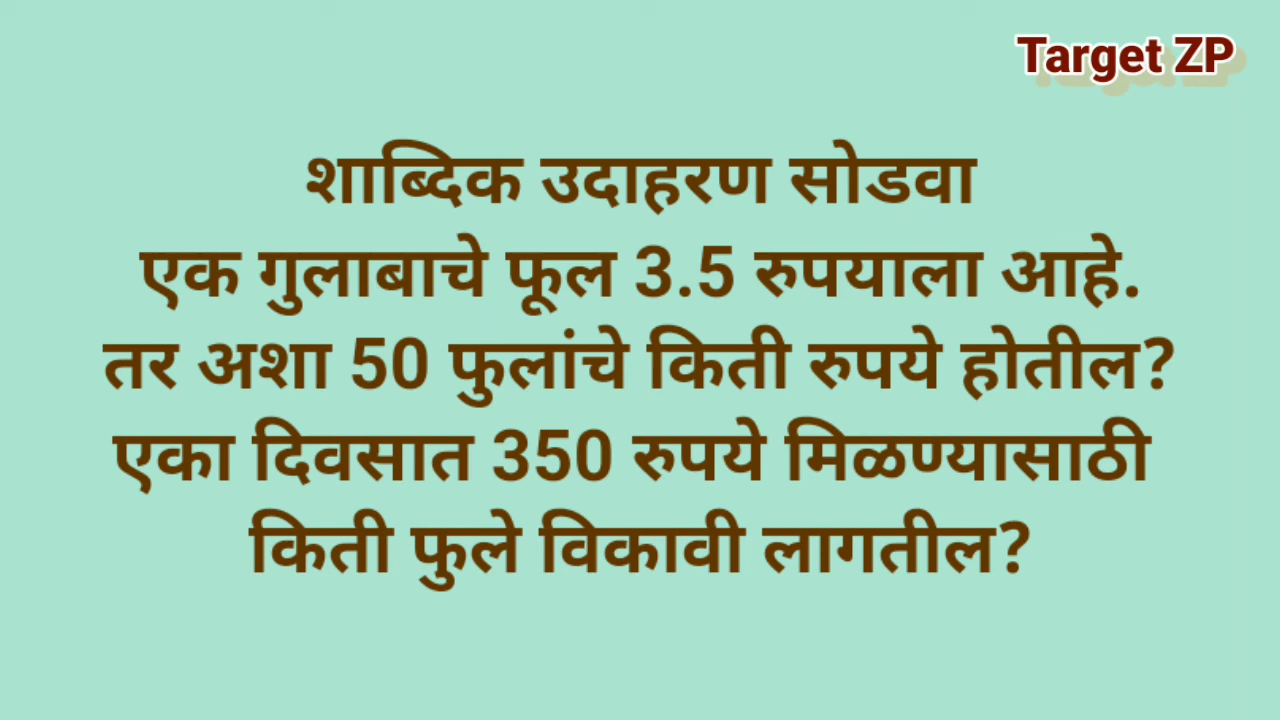 Target ZP
शाब्दिक उदाहरण सोडवा
एक गुलाबाचे फूल 3.5 रुपयाला आहे.
तर अशा 50 फुलांचे किती रुपये होतील?
एका दिवसात 350 रुपये मिळण्यासाठी
किती फुले विकावी लागतील?